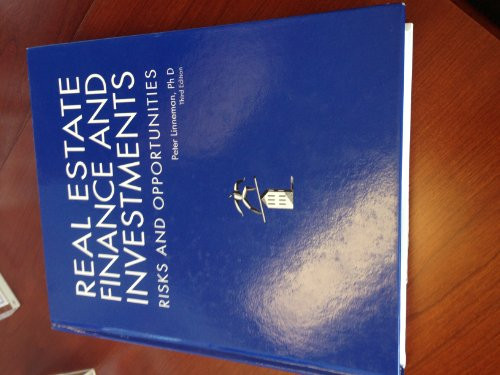 REAL ESTATE
FINANCE AND
INVESTMENTS
RISKS AND OPPORTUNITIES
Peter Linneman, Ph D
Third Edition